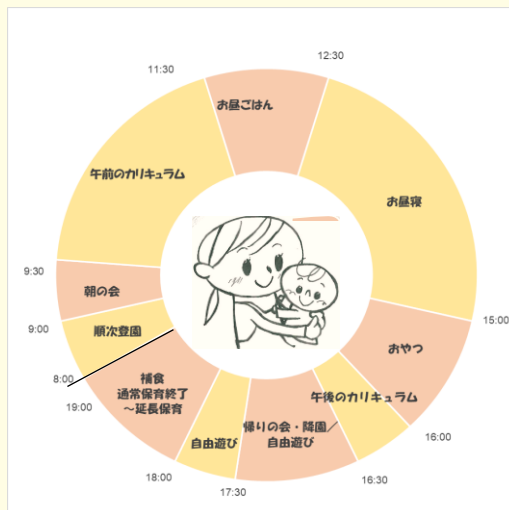 11:30
12:30
お昼ごはん
午前のカリキュラム
お昼寝
9:30
朝の会
9:00
順次登園
15:00
おやつ
8:00
19:00
補食
通常保育終了
～延長保育
午後のカリキュラム
帰りの会・降園／
自由遊び
自由遊び
16:00
18:00
17:30
16:30